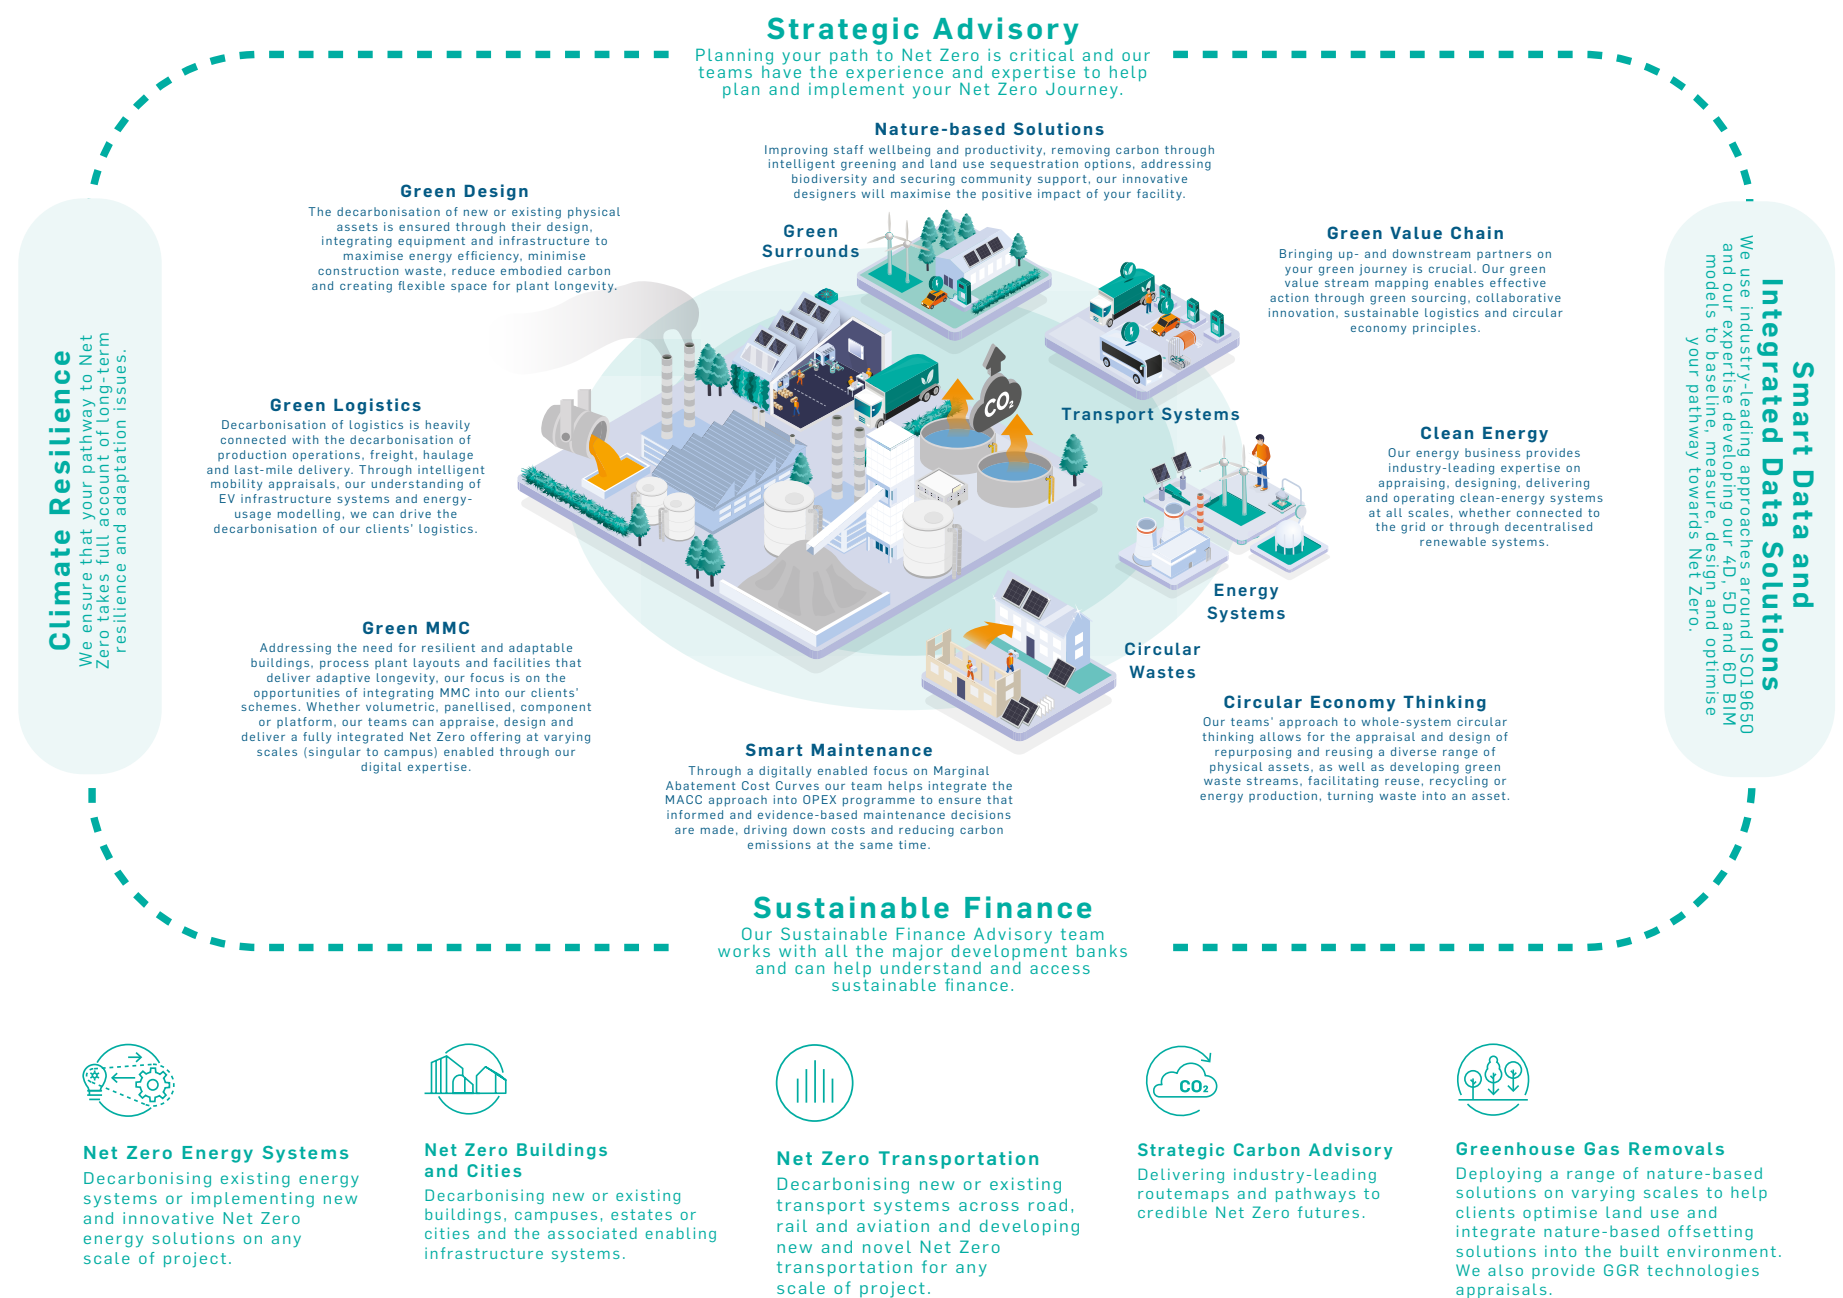 Strategic Advisory
Planning your path to Net Zero is critical and our
teams have the experience and expertise to help
plan and implement your Net Zero Journey.
Nature-based Solutions
Improving staff wellbeing and productivity, removing carbon through
intelligent greening and land use sequestration options, addressing
biodiversity and securing community support, our innovative
designers will maximise the positive impact of your facility.
Green Design
The decarbonisation of new or existing physical
assets is ensured through their design,
integrating equipment and infrastructure to
maximise energy efficiency, minimise
construction waste, reduce embodied carbon
and creating flexible space for plant longevity.
Green
Surrounds
Green Value Chain
Bringing up- and downstream partners on
your green journey is crucial. Our green
value stream mapping enables effective
action through green sourcing, collaborative
innovation, sustainable logistics and circular
economy principles.
Climate Resilience
We ensure that your pathway to Net
Zero takes full account of long-term
resilience and adaptation issues.
Smart Data and
Integrated Data Solutions
We use industry-leading approaches around ISO19650
and our expertise developing our 4D, 5D and 6D BIM
models to baseline, measure, design and optimise
your pathway towards Net Zero.
Green Logistics
Decarbonisation of logistics is heavily
connected with the decarbonisation of
production operations, freight, haulage
and last-mile delivery. Through intelligent
mobility appraisals, our understanding of
EV infrastructure systems and energy-
usage modelling, we can drive the
decarbonisation of our clients' logistics.
CO2
Transport Systems
Clean Energy
Our energy business provides
industry-leading expertise on
appraising, designing, delivering
and operating clean-energy systems
at all scales, whether connected to
the grid or through decentralised
renewable systems.
Energy
Systems
Green MMC
Addressing the need for resilient and adaptable
buildings, process plant layouts and facilities that
deliver adaptive longevity, our focus is on the
opportunities of integrating MMC into our clients'
schemes. Whether volumetric, panellised, component
or platform, our teams can appraise, design and
deliver a fully integrated Net Zero offering at varying
scales (singular to campus) enabled through our
digital expertise.
Circular
Wastes
Circular Economy Thinking
Our teams' approach to whole-system circular
thinking allows for the appraisal and design of
repurposing and reusing a diverse range of
physical assets, as well as developing green
waste streams, facilitating reuse, recycling or
energy production, turning waste into an asset.
Smart Maintenance
Through a digitally enabled focus on Marginal
Abatement Cost Curves our team helps integrate the
MACC approach into OPEX programme to ensure that
informed and evidence-based maintenance decisions
are made, driving down costs and reducing carbon
emissions at the same time.
Sustainable Finance
Our Sustainable Finance Advisory team
works with all the major development banks
and can help understand and access
sustainable finance.
Net Zero Energy Systems
Decarbonising existing energy
systems or implementing new
and innovative Net Zero
energy solutions on any
scale of project.
Net Zero Buildings
and Cities
Decarbonising new or existing
buildings, campuses, estates or
cities and the associated enabling
infrastructure systems.
Net Zero Transportation
Decarbonising new or existing
transport systems across road,
rail and aviation and developing
new and novel Net Zero
transportation for any
scale of project.
CO2
Strategic Carbon Advisory
Delivering industry-leading
routemaps and pathways to
credible Net Zero futures.
Greenhouse Gas Removals
Deploying a range of nature-based
solutions on varying scales to help
clients optimise land use and
integrate nature-based offsetting
solutions into the built environment.
We also provide GGR technologies
appraisals.